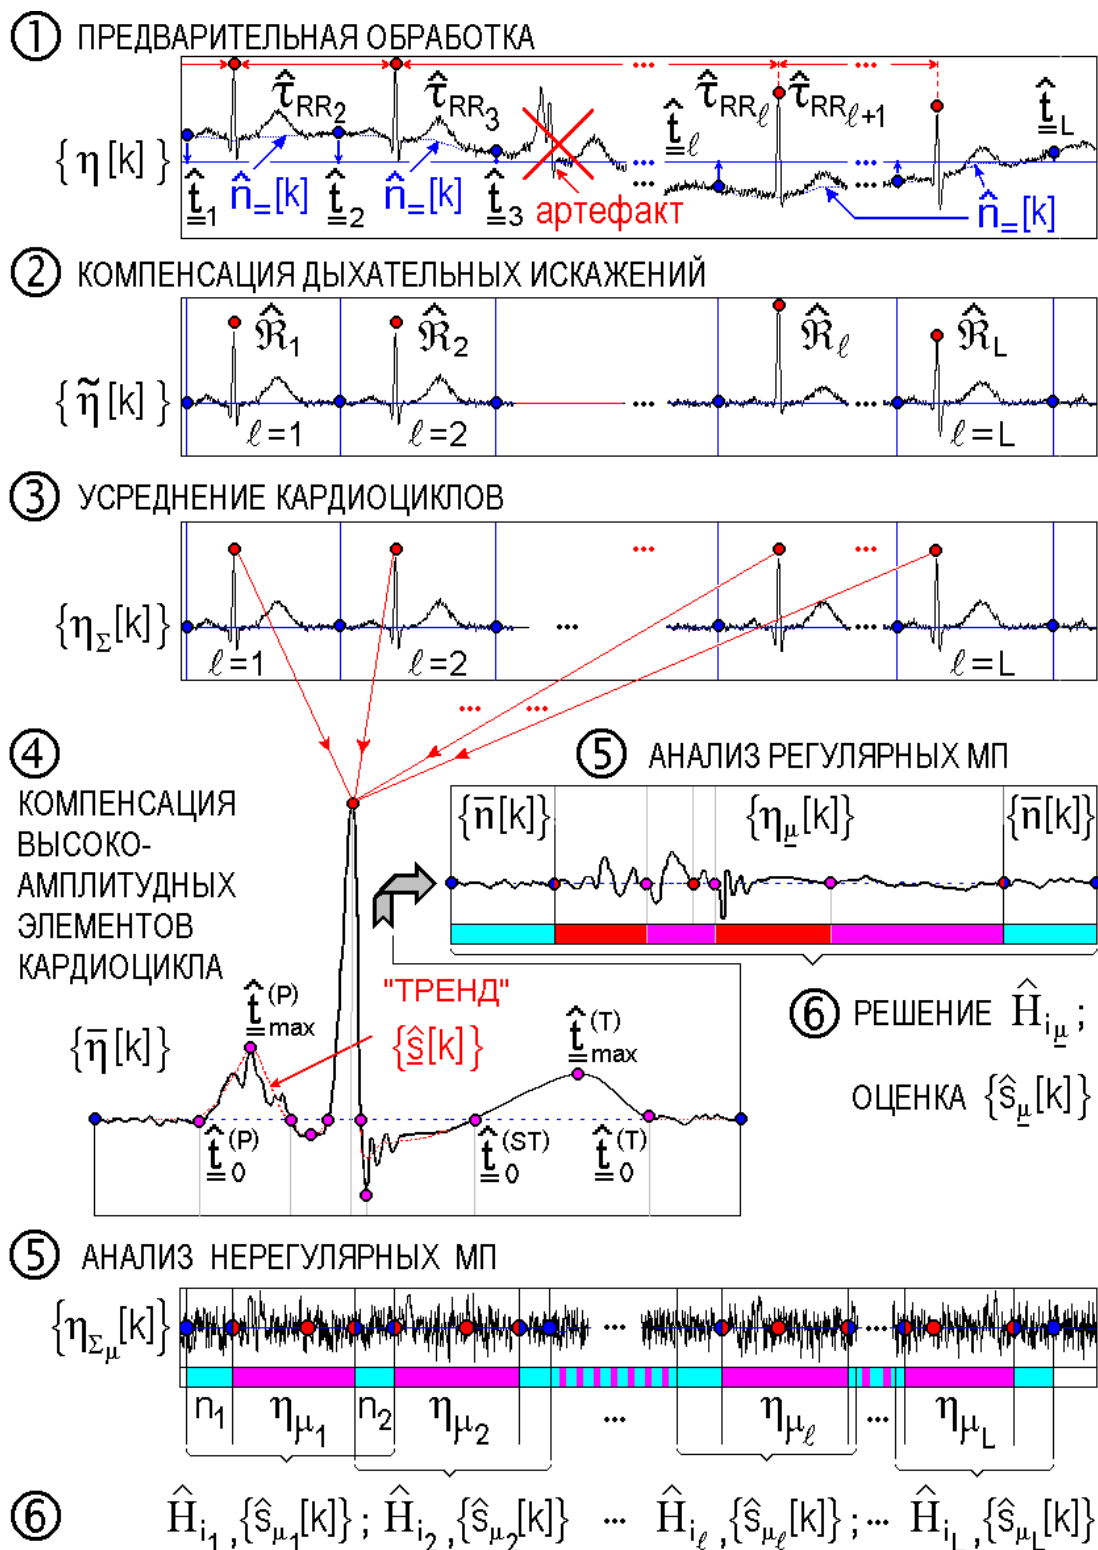 ① ПРЕДВАРИТЕЛЬНАЯ ОБРАБОТКА
τ̂RR2 τ̂RR3 ... τ̂RRℓ τ̂RRℓ+1 ...
{η[k]} t̂1 n̂=[k] t̂2 n̂=[k] t̂3 артефакт t̂ℓ ... ... n̂=[k] t̂L
② КОМПЕНСАЦИЯ ДЫХАТЕЛЬНЫХ ИСКАЖЕНИЙ
ℜ̂1 ℜ̂2 ℜ̂ℓ ℜ̂L
{η̃[k]} ... ...
ℓ=1 ℓ=2 ℓ=L
③ УСРЕДНЕНИЕ КАРДИОЦИКЛОВ
... ...
{ηΣ[k]} ... ...
ℓ=1 ℓ=2 ℓ=L
... ...
④ КОМПЕНСАЦИЯ
ВЫСОКО-
АМПЛИТУДНЫХ
ЭЛЕМЕНТОВ
КАРДИОЦИКЛА
⑤ АНАЛИЗ РЕГУЛЯРНЫХ МП
{n̅[k]} {ημ[k]} {n̅[k]}
"ТРЕНД"
{ŝ[k]}
{η̅[k]} t̂max(P) t̂max(T)
t̂0(P) t̂0(ST) t̂0(T)
⑥ РЕШЕНИЕ Ĥiμ;
ОЦЕНКА {ŝμ[k]}
⑤ АНАЛИЗ НЕРЕГУЛЯРНЫХ МП
{ηΣμ[k]} ... ...
n1 ημ1 n2 ημ2 ... ημℓ ... ημL
⑥ Ĥi1,{ŝμ1[k]}; Ĥi2,{ŝμ2[k]} ... Ĥiℓ,{ŝμℓ[k]}; ... ĤiL,{ŝμL[k]}